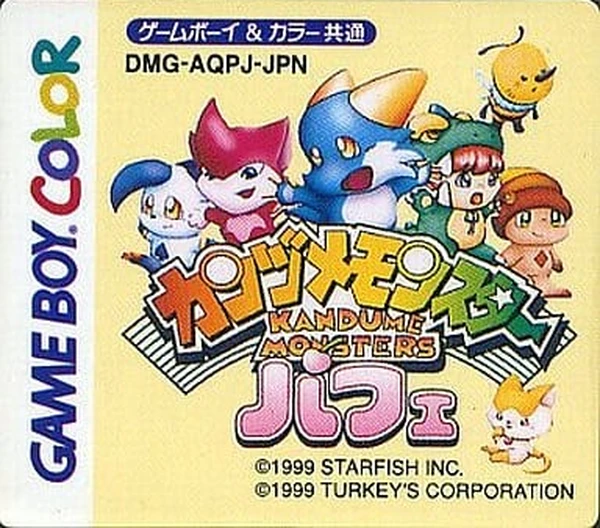 ゲームボーイ & カラー共通
DMG-AQPJ-JPN
GAME BOY COLOR
カンヅメモンスター
KANDUME
MONSTERS
パフェ
©1999 STARFISH INC.
©1999 TURKEY'S CORPORATION